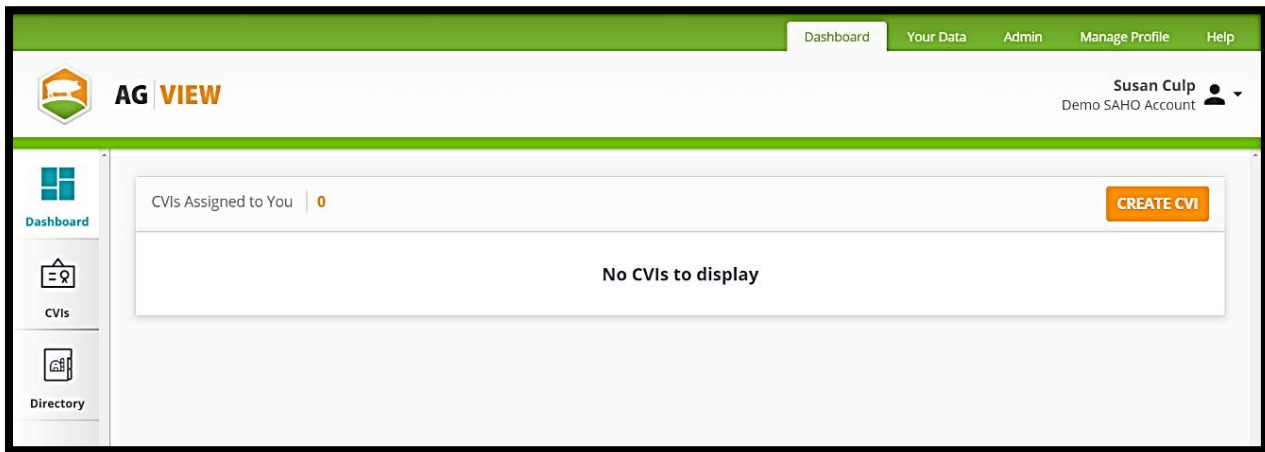 Dashboard Your Data Admin Manage Profile Help
AG VIEW
Susan Culp
Demo SAHO Account
Dashboard
CVIs Assigned to You 0
CREATE CVI
No CVIs to display
CVIs
Directory